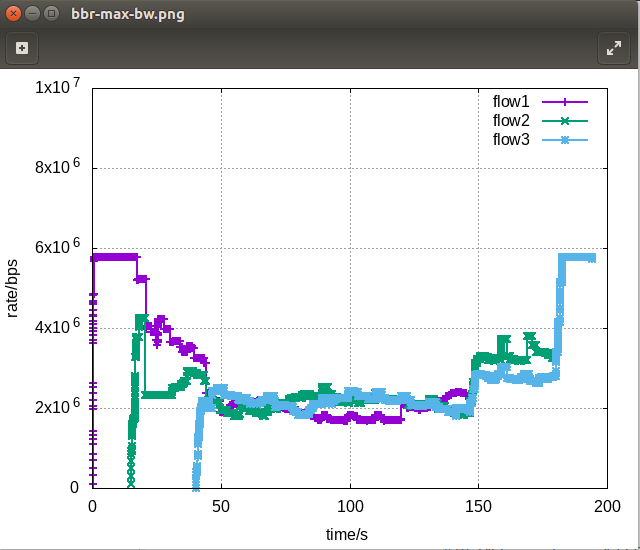 bbr-max-bw.png
1x10^7
8x10^6
6x10^6
4x10^6
2x10^6
0
rate/bps
flow1
flow2
flow3
0 50 100 150 200
time/s